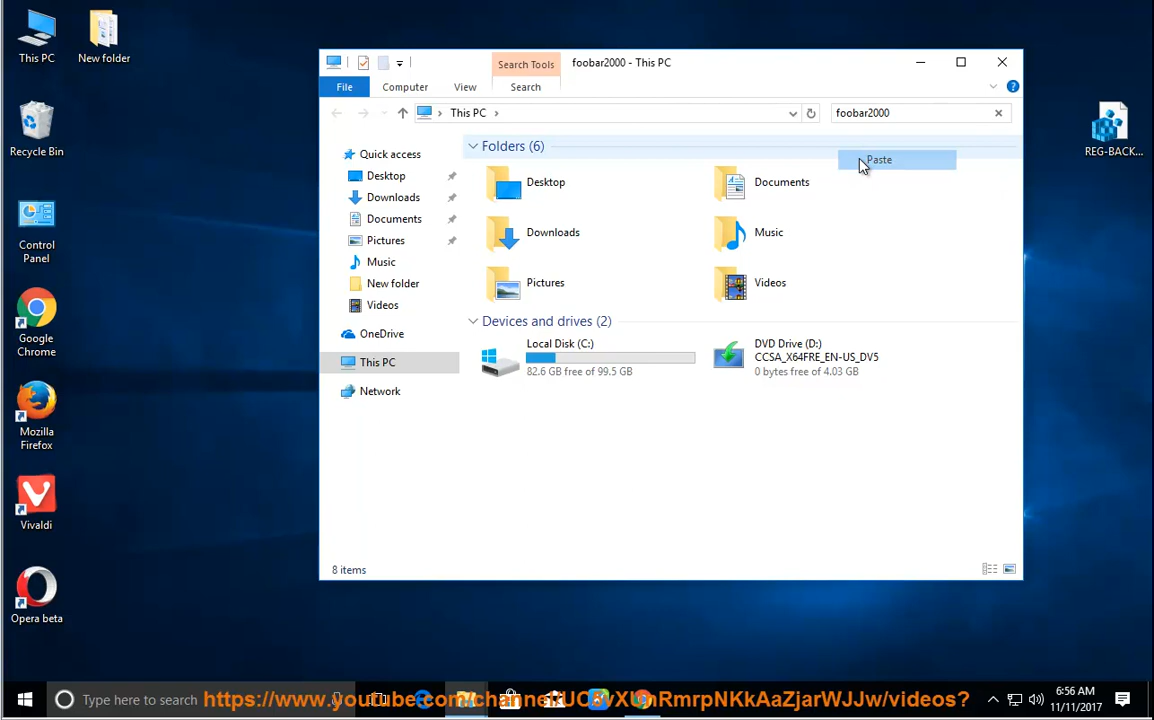 This PC
New folder
Recycle Bin
Control
Panel
Google
Chrome
Mozilla
Firefox
Vivaldi
Opera beta
REG-BACK...
Search Tools
foobar2000 - This PC
File
Computer
View
Search
This PC
foobar2000
Quick access
Desktop
Downloads
Documents
Pictures
Music
New folder
Videos
OneDrive
This PC
Network
Folders (6)
Paste
Desktop
Documents
Downloads
Music
Pictures
Videos
Devices and drives (2)
Local Disk (C:)
82.6 GB free of 99.5 GB
DVD Drive (D:)
CCSA_X64FRE_EN-US_DV5
0 bytes free of 4.03 GB
8 items
Type here to search
6:56 AM
11/11/2017